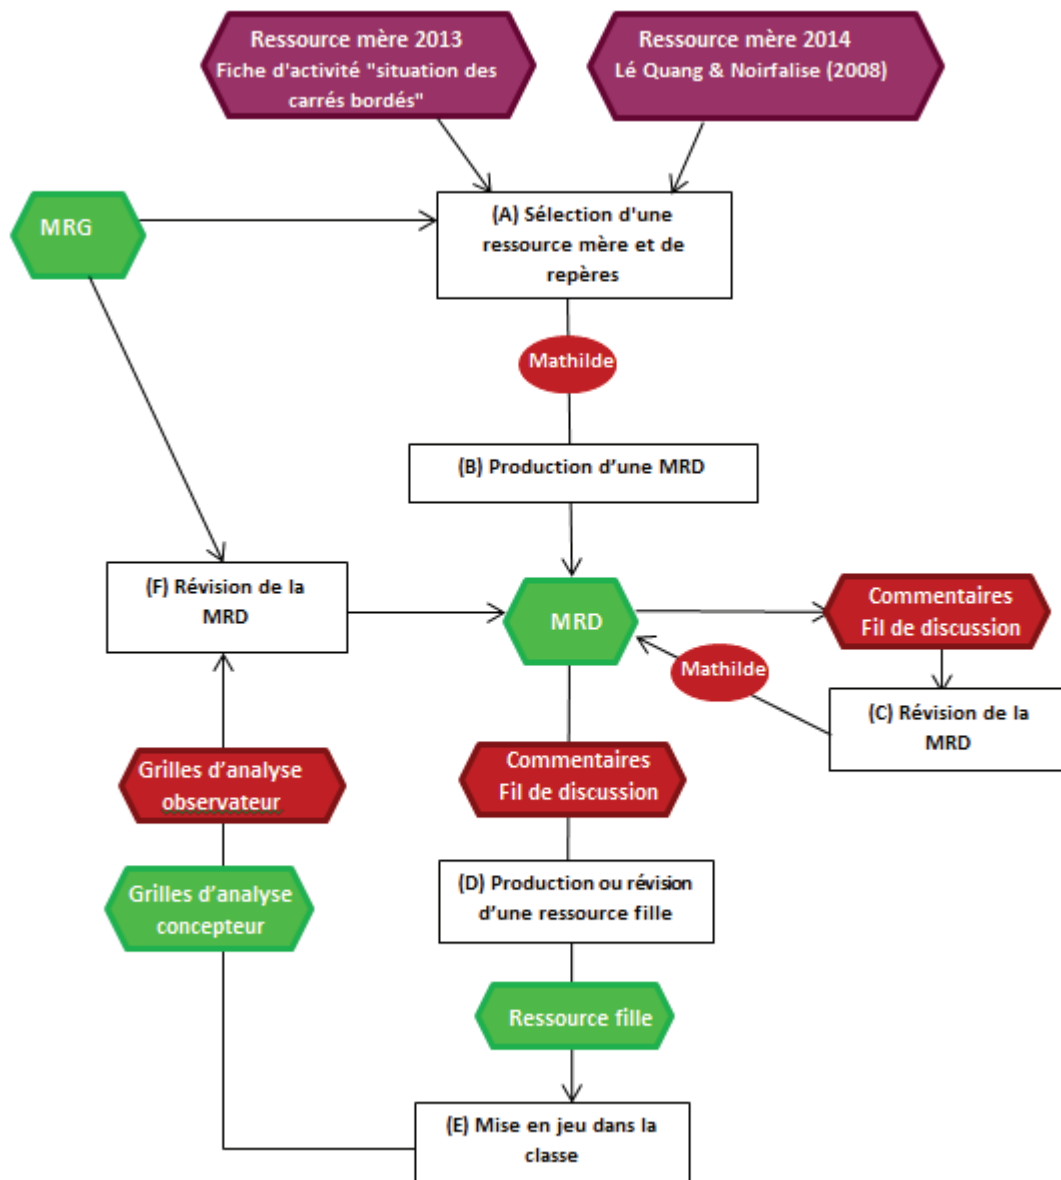 Ressource mère 2013
Fiche d'activité "situation des
carrés bordés"
Ressource mère 2014
Lé Quang & Noirfalise (2008)
MRG
(A) Sélection d'une
ressource mère et de
repères
Mathilde
(B) Production d’une MRD
(F) Révision de la
MRD
MRD
Commentaires
Fil de discussion
Mathilde
(C) Révision de la
MRD
Grilles d’analyse
observateur
Commentaires
Fil de discussion
Grilles d’analyse
concepteur
(D) Production ou révision
d’une ressource fille
Ressource fille
(E) Mise en jeu dans la
classe